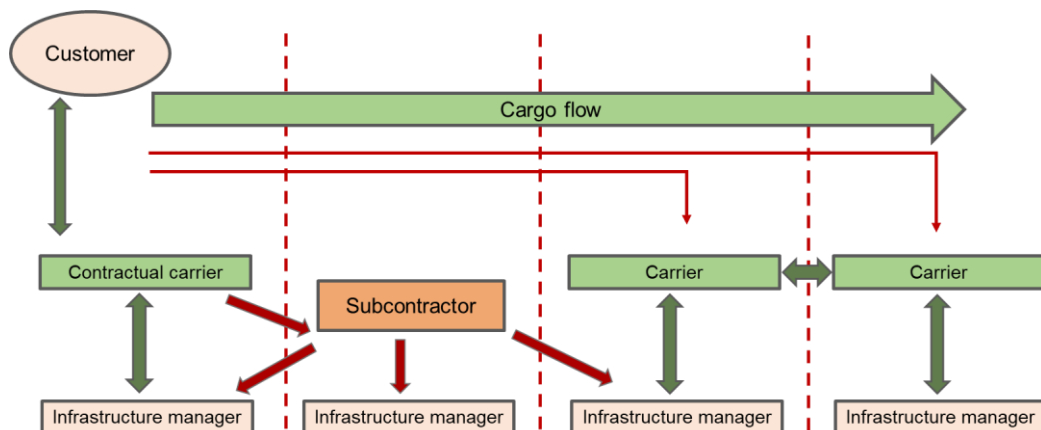 Customer
Cargo flow
Contractual carrier
Subcontractor
Carrier
Carrier
Infrastructure manager
Infrastructure manager
Infrastructure manager
Infrastructure manager